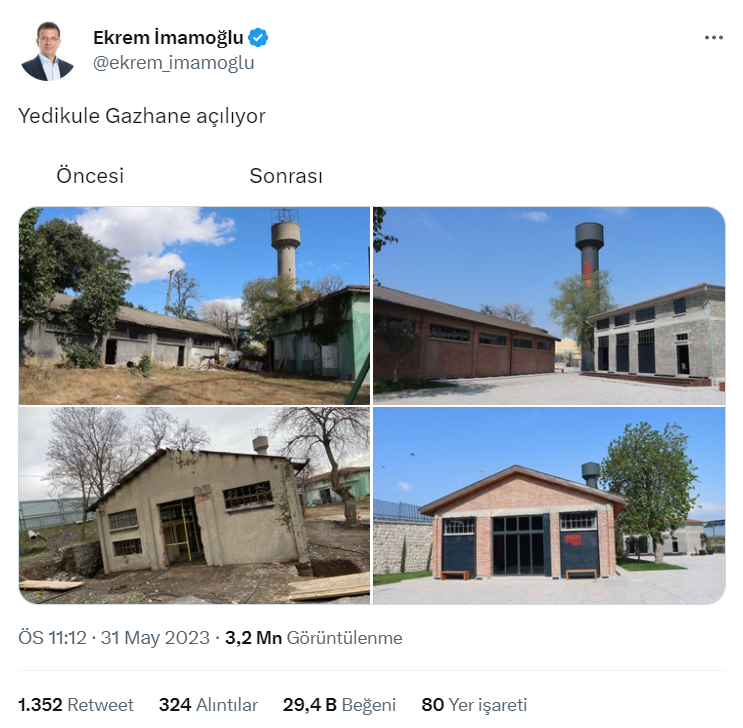 Ekrem İmamoğlu
@ekrem_imamoglu
Yedikule Gazhane açılıyor
Öncesi Sonrası
ÖS 11:12 · 31 May 2023 · 3,2 Mn Görüntülenme
1.352 Retweet 324 Alıntılar 29,4 B Beğeni 80 Yer işareti